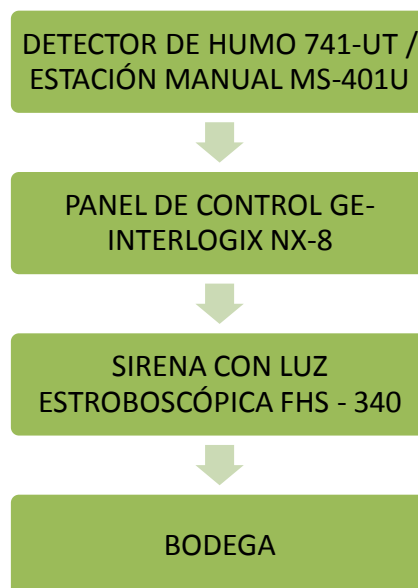 DETECTOR DE HUMO 741-UT /
ESTACIÓN MANUAL MS-401U
PANEL DE CONTROL GE-
INTERLOGIX NX-8
SIRENA CON LUZ
ESTROBOSCÓPICA FHS - 340
BODEGA